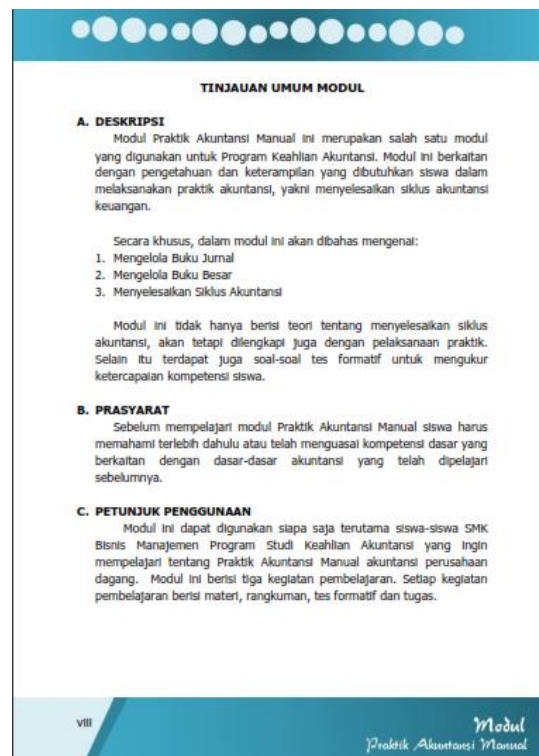 TINJAUAN UMUM MODUL
A. DESKRIPSI
Modul Praktik Akuntansi Manual ini merupakan salah satu modul
yang digunakan untuk Program Keahlian Akuntansi. Modul ini berkaitan
dengan pengetahuan dan keterampilan yang dibutuhkan siswa dalam
melaksanakan praktik akuntansi, yakni menyelesaikan siklus akuntansi
keuangan.
Secara khusus, dalam modul ini akan dibahas mengenai:
1. Mengelola Buku Jurnal
2. Mengelola Buku Besar
3. Menyelesaikan Siklus Akuntansi
Modul ini tidak hanya berisi teori tentang menyelesaikan siklus
akuntansi, akan tetapi dilengkapi juga dengan pelaksanaan praktik.
Selain itu terdapat juga soal-soal tes formatif untuk mengukur
ketercapaian kompetensi siswa.
B. PRASYARAT
Sebelum mempelajari modul Praktik Akuntansi Manual siswa harus
memahami terlebih dahulu atau telah menguasai kompetensi dasar yang
berkaitan dengan dasar-dasar akuntansi yang telah dipelajari
sebelumnya.
C. PETUNJUK PENGGUNAAN
Modul ini dapat digunakan siapa saja terutama siswa-siswa SMK
Bisnis Manajemen Program Studi Keahlian Akuntansi yang ingin
mempelajari tentang Praktik Akuntansi Manual akuntansi perusahaan
dagang. Modul ini berisi tiga kegiatan pembelajaran. Setiap kegiatan
pembelajaran berisi materi, rangkuman, tes formatif dan tugas.
viii
Modul
Praktik Akuntansi Manual